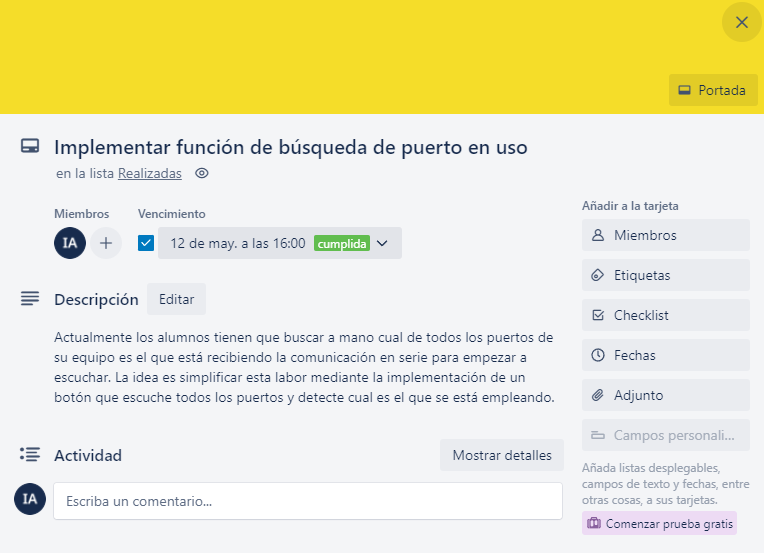 Portada
Implementar función de búsqueda de puerto en uso
en la lista Realizadas
Miembros
Vencimiento
IA
12 de may. a las 16:00 cumplida
Descripción
Editar
Actualmente los alumnos tienen que buscar a mano cual de todos los puertos de
su equipo es el que está recibiendo la comunicación en serie para empezar a
escuchar. La idea es simplificar esta labor mediante la implementación de un
botón que escuche todos los puertos y detecte cual es el que se está empleando.
Actividad
Mostrar detalles
IA
Escriba un comentario...
Añadir a la tarjeta
Miembros
Etiquetas
Checklist
Fechas
Adjunto
Campos personali...
Añada listas desplegables,
campos de texto y fechas, entre
otras cosas, a sus tarjetas.
Comenzar prueba gratis